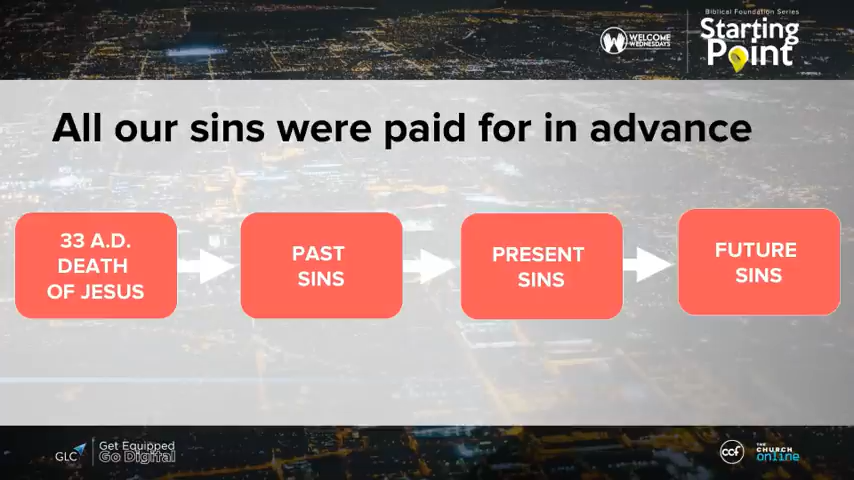 Biblical Foundation Series
WELCOME
WEDNESDAYS
Starting
Point
All our sins were paid for in advance
33 A.D.
DEATH
OF JESUS
PAST
SINS
PRESENT
SINS
FUTURE
SINS
GLC
Get Equipped
Go Digital
ccf
THE
CHURCH
online